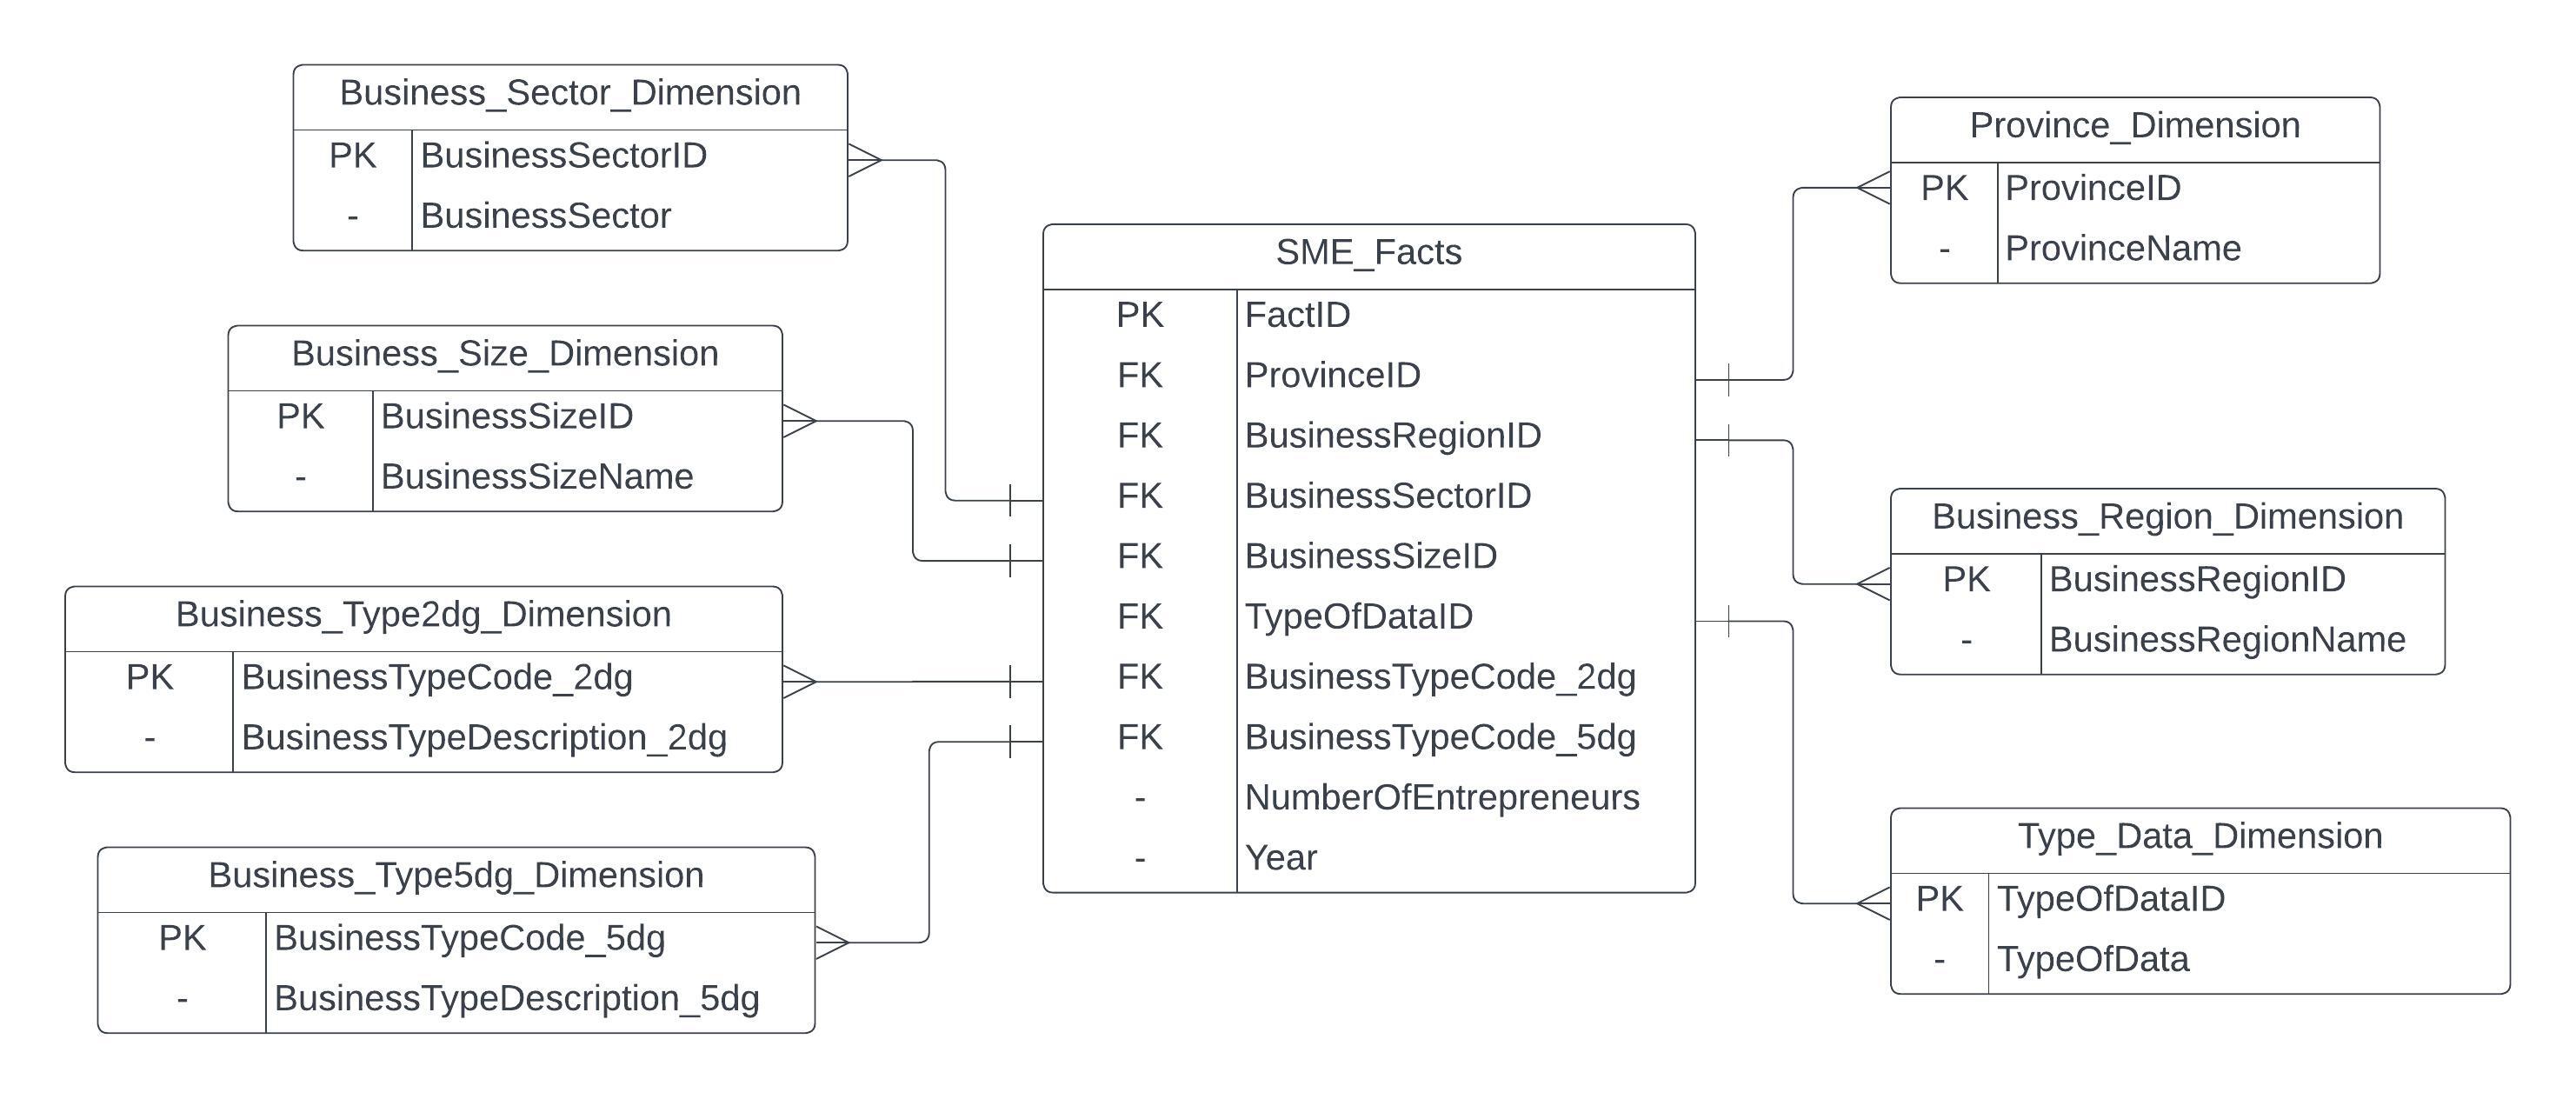 Business_Sector_Dimension
PK BusinessSectorID
- BusinessSector
Business_Size_Dimension
PK BusinessSizeID
- BusinessSizeName
Business_Type2dg_Dimension
PK BusinessTypeCode_2dg
- BusinessTypeDescription_2dg
Business_Type5dg_Dimension
PK BusinessTypeCode_5dg
- BusinessTypeDescription_5dg
SME_Facts
PK FactID
FK ProvinceID
FK BusinessRegionID
FK BusinessSectorID
FK BusinessSizeID
FK TypeOfDataID
FK BusinessTypeCode_2dg
FK BusinessTypeCode_5dg
- NumberOfEntrepreneurs
- Year
Province_Dimension
PK ProvinceID
- ProvinceName
Business_Region_Dimension
PK BusinessRegionID
- BusinessRegionName
Type_Data_Dimension
PK TypeOfDataID
- TypeOfData